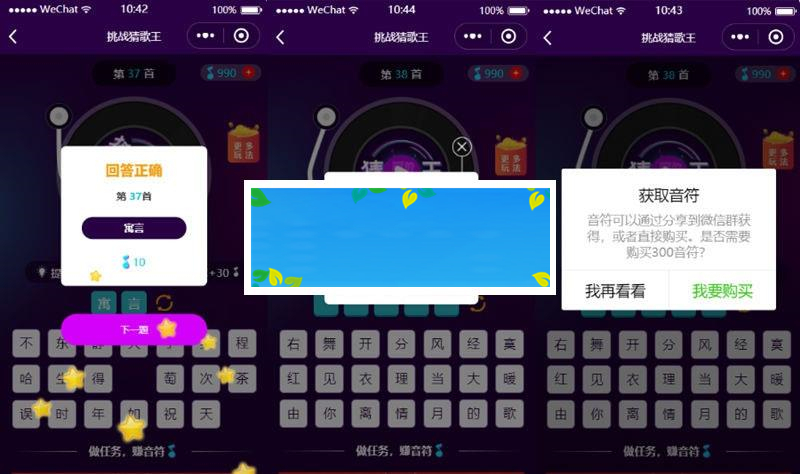 ●●●●● WeChat 10:42 100%
挑战猜歌王
第 37 首
990
更多
玩法
回答正确
第 37首
寓言
10
提
+30
寓 言
下一题
不 东 程
哈 生 得 萄 次 茶
误 时 年 如 祝 天
做任务，赚音符
●●●●● WeChat 10:44 100%
挑战猜歌王
第 38 首
990
更多
玩法
猜 王
右 舞 开 分 风 经 寞
红 见 衣 理 当 大 暖
由 你 离 情 月 的 歌
做任务，赚音符
●●●●● WeChat 10:43 100%
挑战猜歌王
第 38 首
990
更多
玩法
获取音符
音符可以通过分享到微信群获
得，或者直接购买。是否需要
购买300音符？
我再看看 我要购买
右 舞 开 分 风 经 寞
红 见 衣 理 当 大 暖
由 你 离 情 月 的 歌
做任务，赚音符